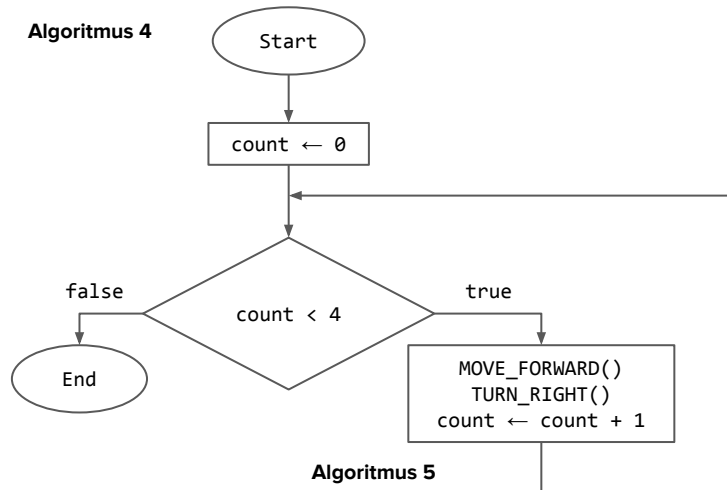 Algoritmus 4
Start
count ← 0
false
true
count < 4
End
MOVE_FORWARD()
TURN_RIGHT()
count ← count + 1
Algoritmus 5